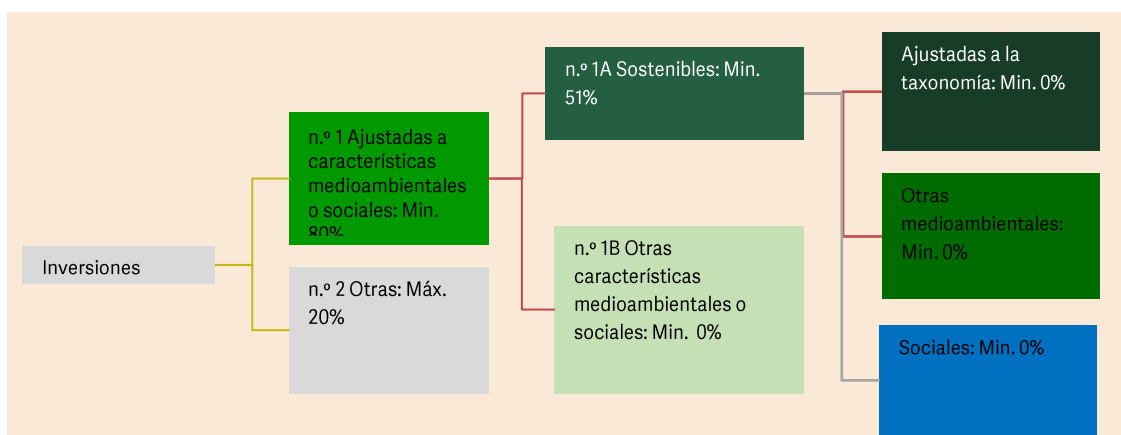 Inversiones
n.º 1 Ajustadas a
características
medioambientales
o sociales: Min.
80%
n.º 2 Otras: Máx.
20%
n.º 1A Sostenibles: Min.
51%
n.º 1B Otras
características
medioambientales o
sociales: Min.  0%
Ajustadas a la
taxonomía: Min. 0%
Otras
medioambientales:
Min. 0%
Sociales: Min. 0%